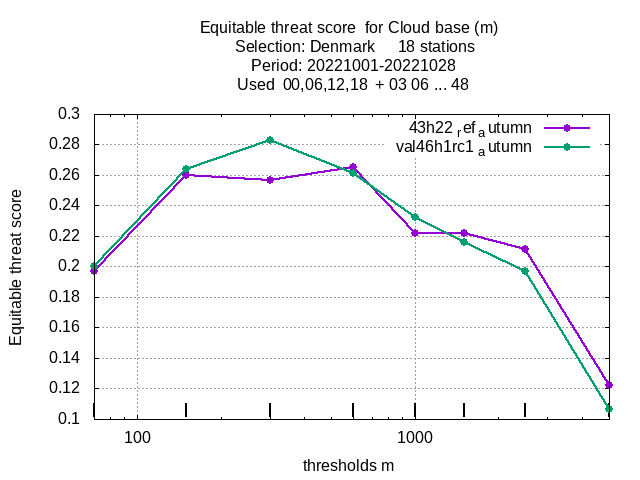 Equitable threat score  for Cloud base (m)
Selection: Denmark     18 stations
Period: 20221001-20221028
Used  00,06,12,18  + 03 06 ... 48
0.3
0.28
0.26
0.24
0.22
0.2
0.18
0.16
0.14
0.12
0.1
Equitable threat score
43h22 ref autumn
val46h1rc1 autumn
100
1000
thresholds m